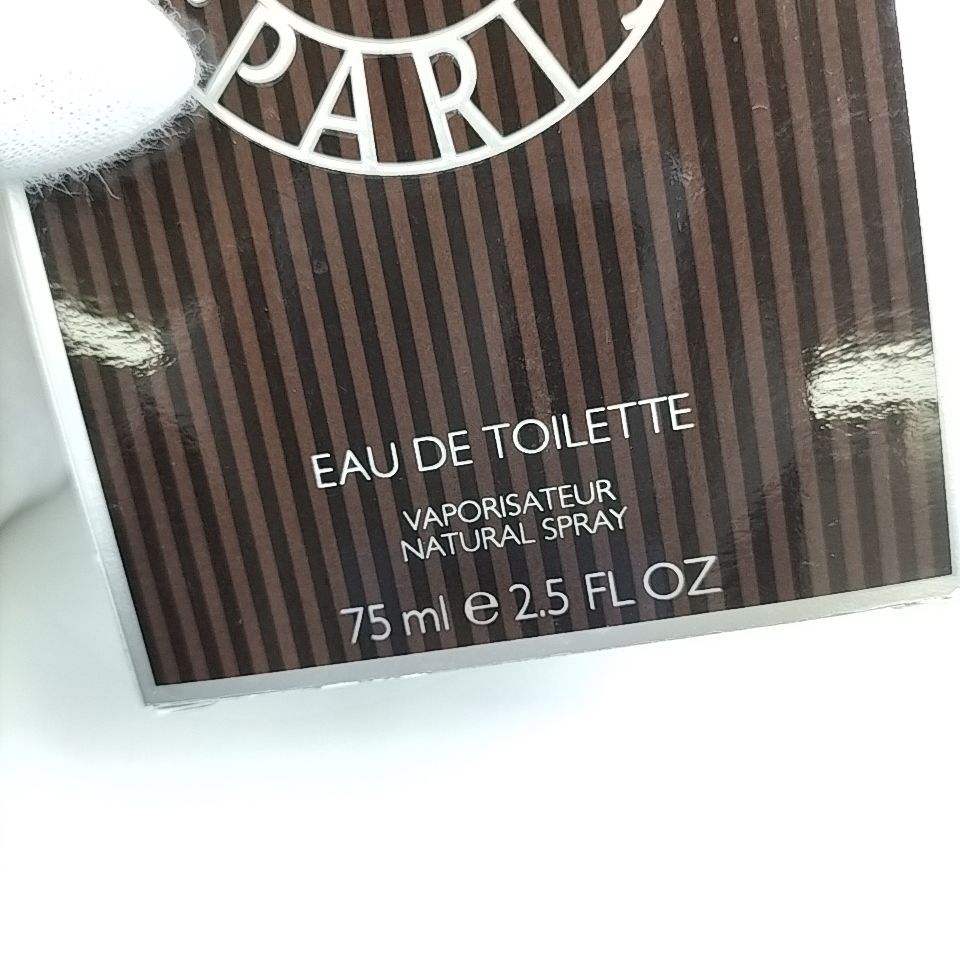 PARI
EAU DE TOILETTE
VAPORISATEUR
NATURAL SPRAY
75 ml e 2.5 FL OZ